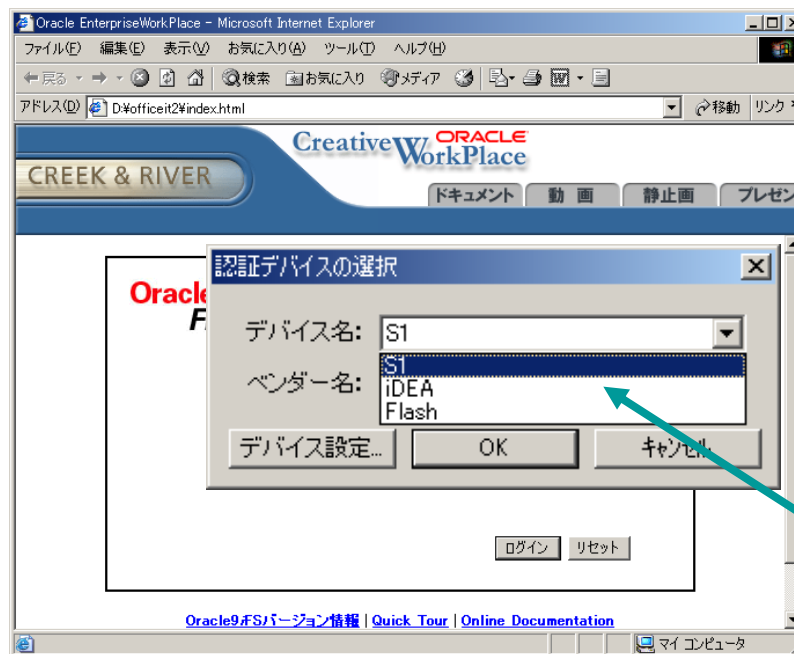 Oracle EnterpriseWorkPlace - Microsoft Internet Explorer
ファイル(F) 編集(E) 表示(V) お気に入り(A) ツール(T) ヘルプ(H)
戻る 検索 お気に入り メディア
アドレス(D) D:¥officeit2¥index.html 移動 リンク
CREEK & RIVER
Creative WorkPlace ORACLE
ドキュメント 動 画 静止画 プレゼン
Oracle
F
認証デバイスの選択
デバイス名: S1
S1
iDEA
Flash
ベンダー名:
デバイス設定... OK キャンセル
ログイン リセット
Oracle9iFSバージョン情報 | Quick Tour | Online Documentation
マイ コンピュータ